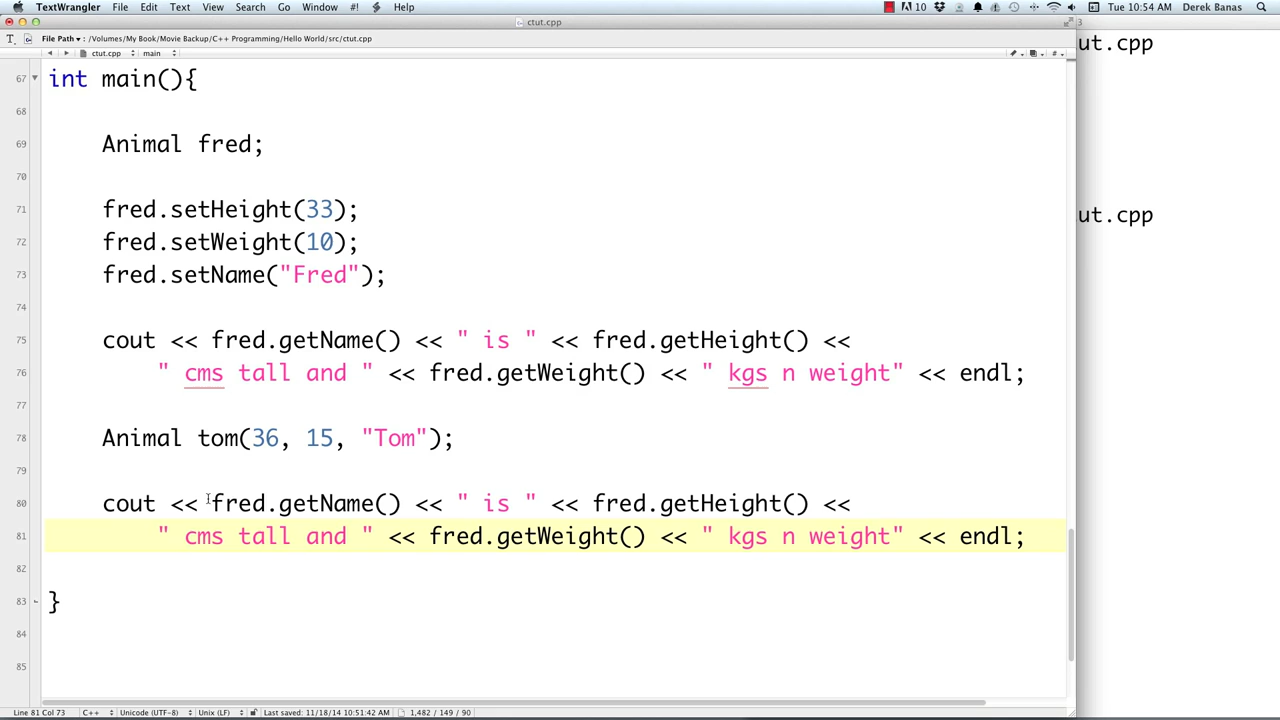 TextWrangler File Edit Text View Search Go Window #! Help 10 Tue 10:54 AM Derek Banas
ctut.cpp
File Path ▾ : /Volumes/My Book/Movie Backup/C++ Programming/Hello World/src/ctut.cpp
ctut.cpp main
ut.cpp
ut.cpp
67 int main(){
68
69 Animal fred;
70
71 fred.setHeight(33);
72 fred.setWeight(10);
73 fred.setName("Fred");
74
75 cout << fred.getName() << " is " << fred.getHeight() <<
76 " cms tall and " << fred.getWeight() << " kgs n weight" << endl;
77
78 Animal tom(36, 15, "Tom");
79
80 cout << fred.getName() << " is " << fred.getHeight() <<
81 " cms tall and " << fred.getWeight() << " kgs n weight" << endl;
82
83 }
84
85
Line 81 Col 73 C++ Unicode (UTF-8) Unix (LF) Last saved: 11/18/14 10:51:42 AM 1,482 / 149 / 90